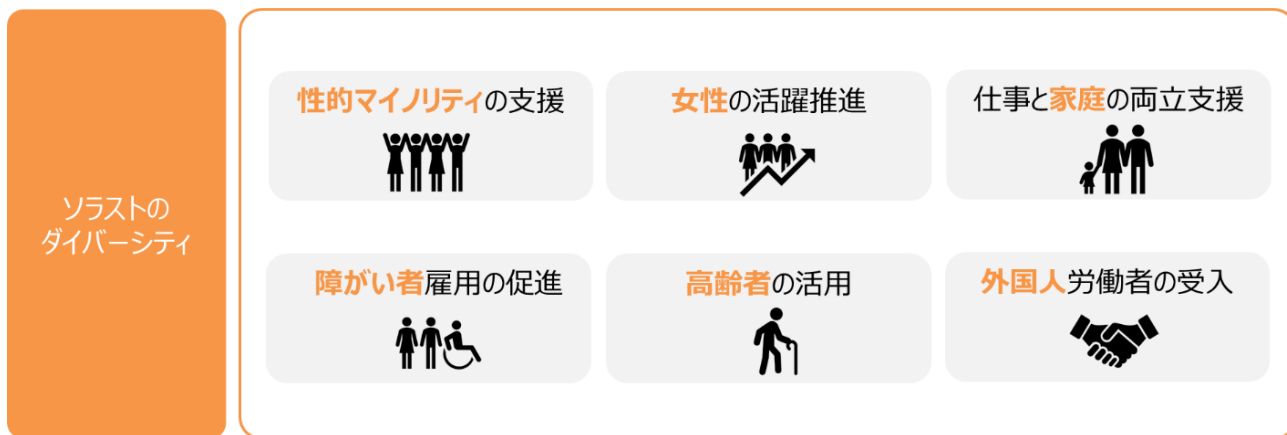 ソラストの
ダイバーシティ
性的マイノリティの支援
女性の活躍推進
仕事と家庭の両立支援
障がい者雇用の促進
高齢者の活用
外国人労働者の受入